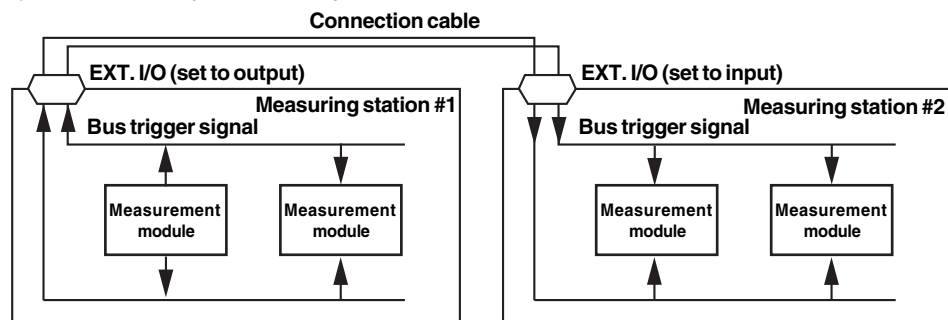 Connection cable
EXT. I/O (set to output)
EXT. I/O (set to input)
Measuring station #1
Measuring station #2
Bus trigger signal
Bus trigger signal
Measurement
module
Measurement
module
Measurement
module
Measurement
module